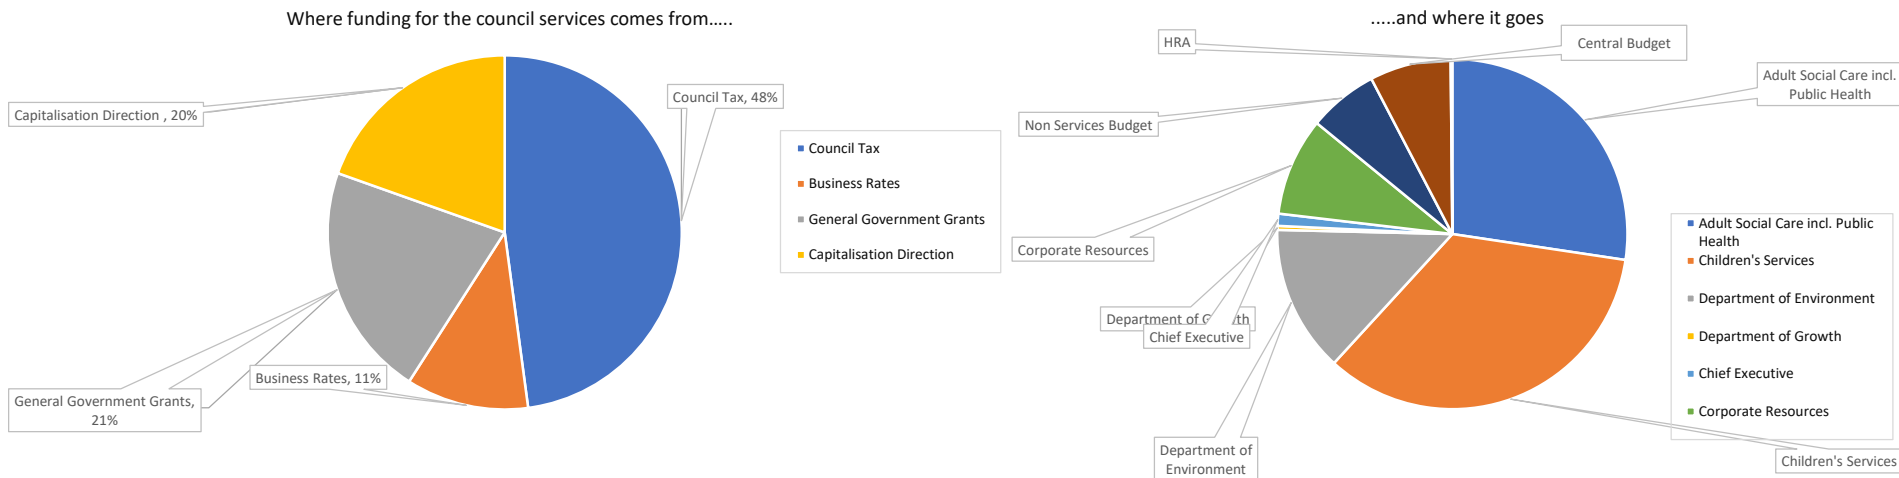 Where funding for the council services comes from.....
Capitalisation Direction , 20%
Council Tax, 48%
General Government Grants,
21%
Business Rates, 11%
Council Tax
Business Rates
General Government Grants
Capitalisation Direction
.....and where it goes
HRA
Central Budget
Adult Social Care incl.
Public Health
Non Services Budget
Corporate Resources
Department of
Chief Executive
Department of
Environment
Children's Services
Adult Social Care incl. Public
Health
Children's Services
Department of Environment
Department of Growth
Chief Executive
Corporate Resources